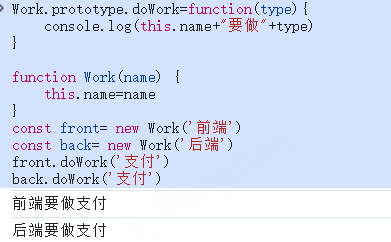 Work.prototype.doWork=function(type){
    console.log(this.name+"要做"+type)
}
function Work(name) {
    this.name=name
}
const front= new Work('前端')
const back= new Work('后端')
front.doWork('支付')
back.doWork('支付')
前端要做支付
后端要做支付